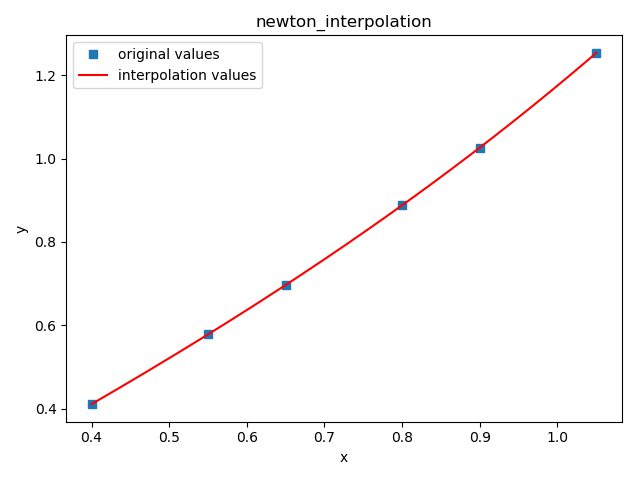 newton_interpolation
original values
interpolation values
1.2
1.0
0.8
0.6
0.4
y
0.4 0.5 0.6 0.7 0.8 0.9 1.0
x